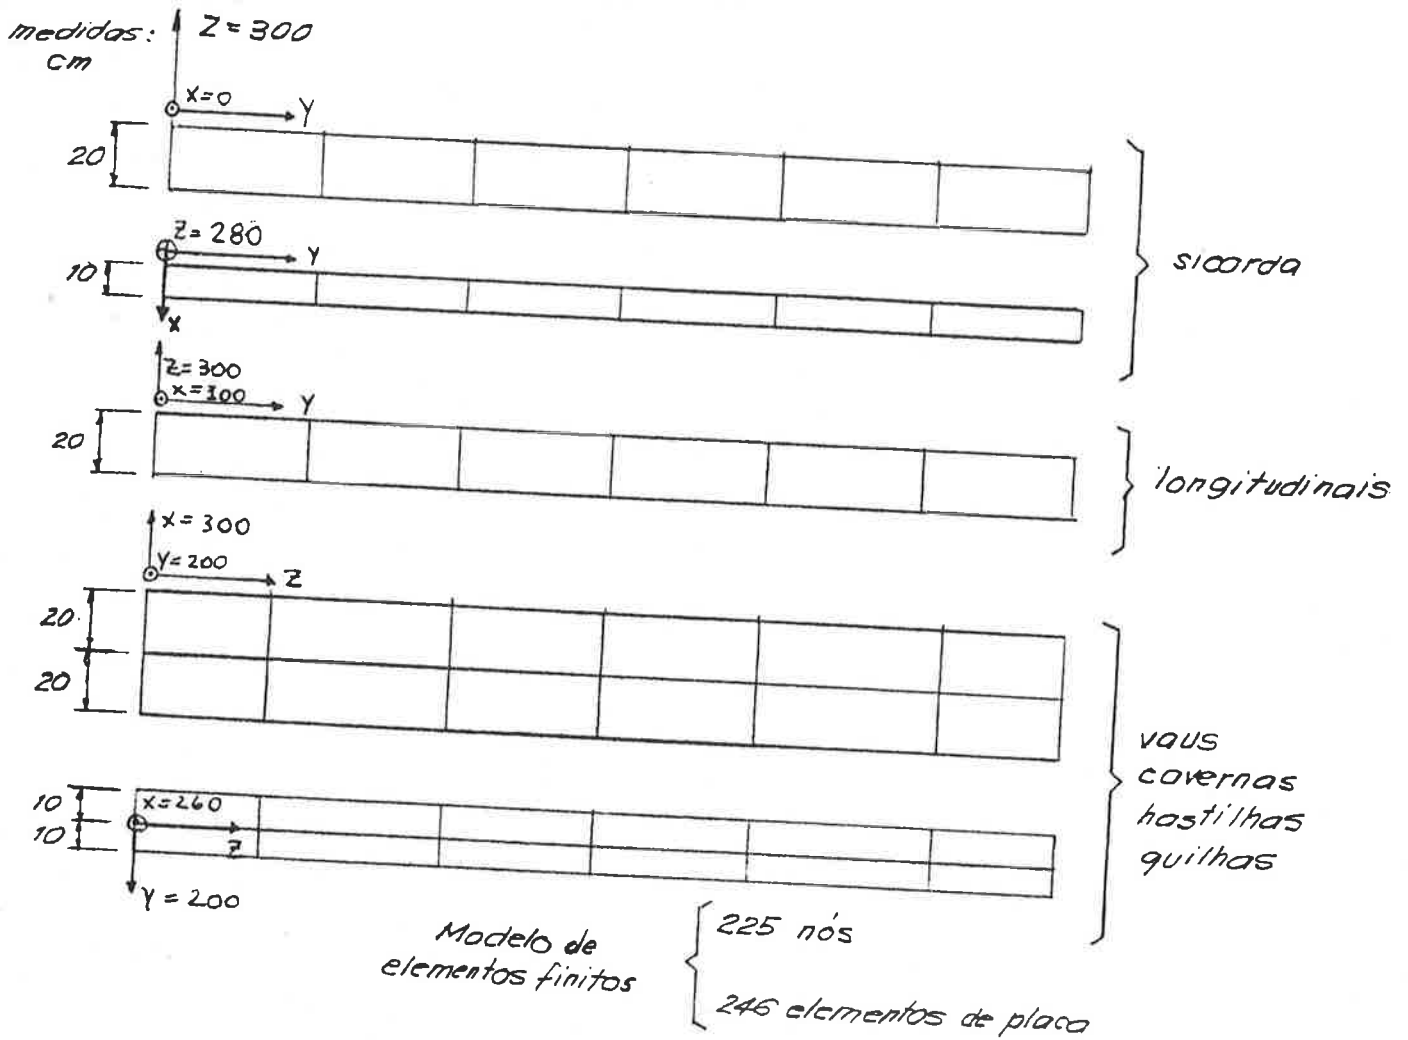 medidas:
cm
Z=300
X=0
Y
20
Z=280
Y
10
X
sicorda
Z=300
X=300
Y
20
longitudinais
X=300
Y=200
Z
20
20
vaus
cavernas
hastilhas
quilhas
10
10
X=260
Z
Y=200
Modelo de
elementos finitos
225 nós
246 elementos de placa